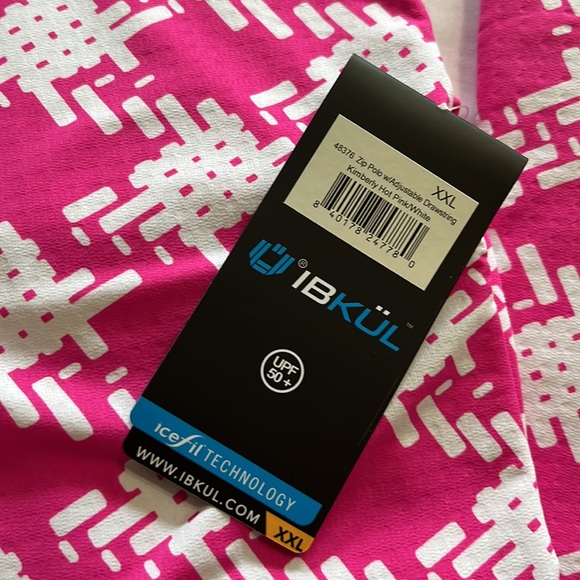 XXL
48376 Zip Polo w/Adjustable Drawstring
Kimberly Hot Pink/White
8 40178 24778 0
® IBKÜL ™
UPF
50+
icefil® TECHNOLOGY
WWW.IBKUL.COM
XXL